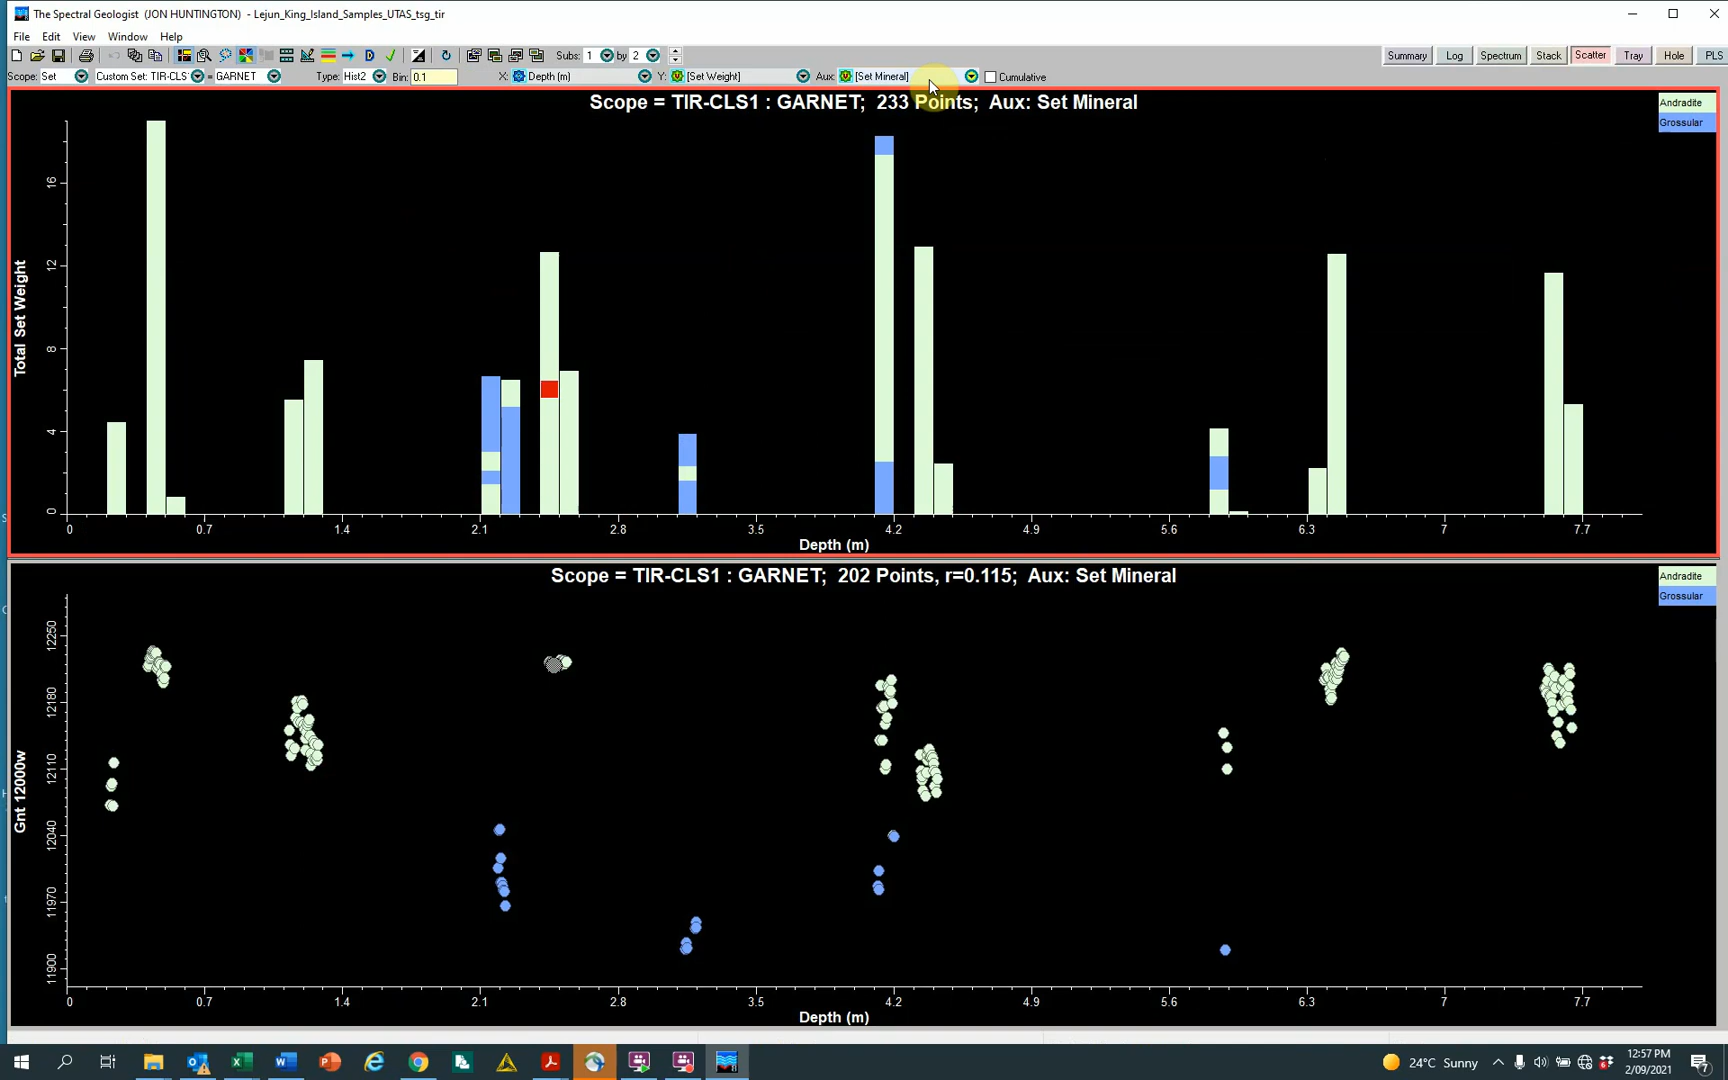 The Spectral Geologist (JON HUNTINGTON) - Lejun_King_Island_Samples_UTAS_tsg_tir
File Edit View Window Help
Subs: 1 by 2 Summary Log Spectrum Stack Scatter Tray Hole PLS
Scope: Set Custom Set: TIR-CLS' = GARNET Type: Hist2 Bin: 0.1 X: Depth (m) Y: [Set Weight] Aux: [Set Mineral] Cumulative
Scope = TIR-CLS1 : GARNET; 233 Points; Aux: Set Mineral
Andradite
Grossular
Total Set Weight
16
12
8
4
0
0 0.7 1.4 2.1 2.8 3.5 4.2 4.9 5.6 6.3 7 7.7
Depth (m)
Scope = TIR-CLS1 : GARNET; 202 Points, r=0.115; Aux: Set Mineral
Andradite
Grossular
Gnt 12000w
12250
12180
12110
12040
11970
11900
0 0.7 1.4 2.1 2.8 3.5 4.2 4.9 5.6 6.3 7 7.7
Depth (m)
24°C Sunny
12:57 PM
2/09/2021